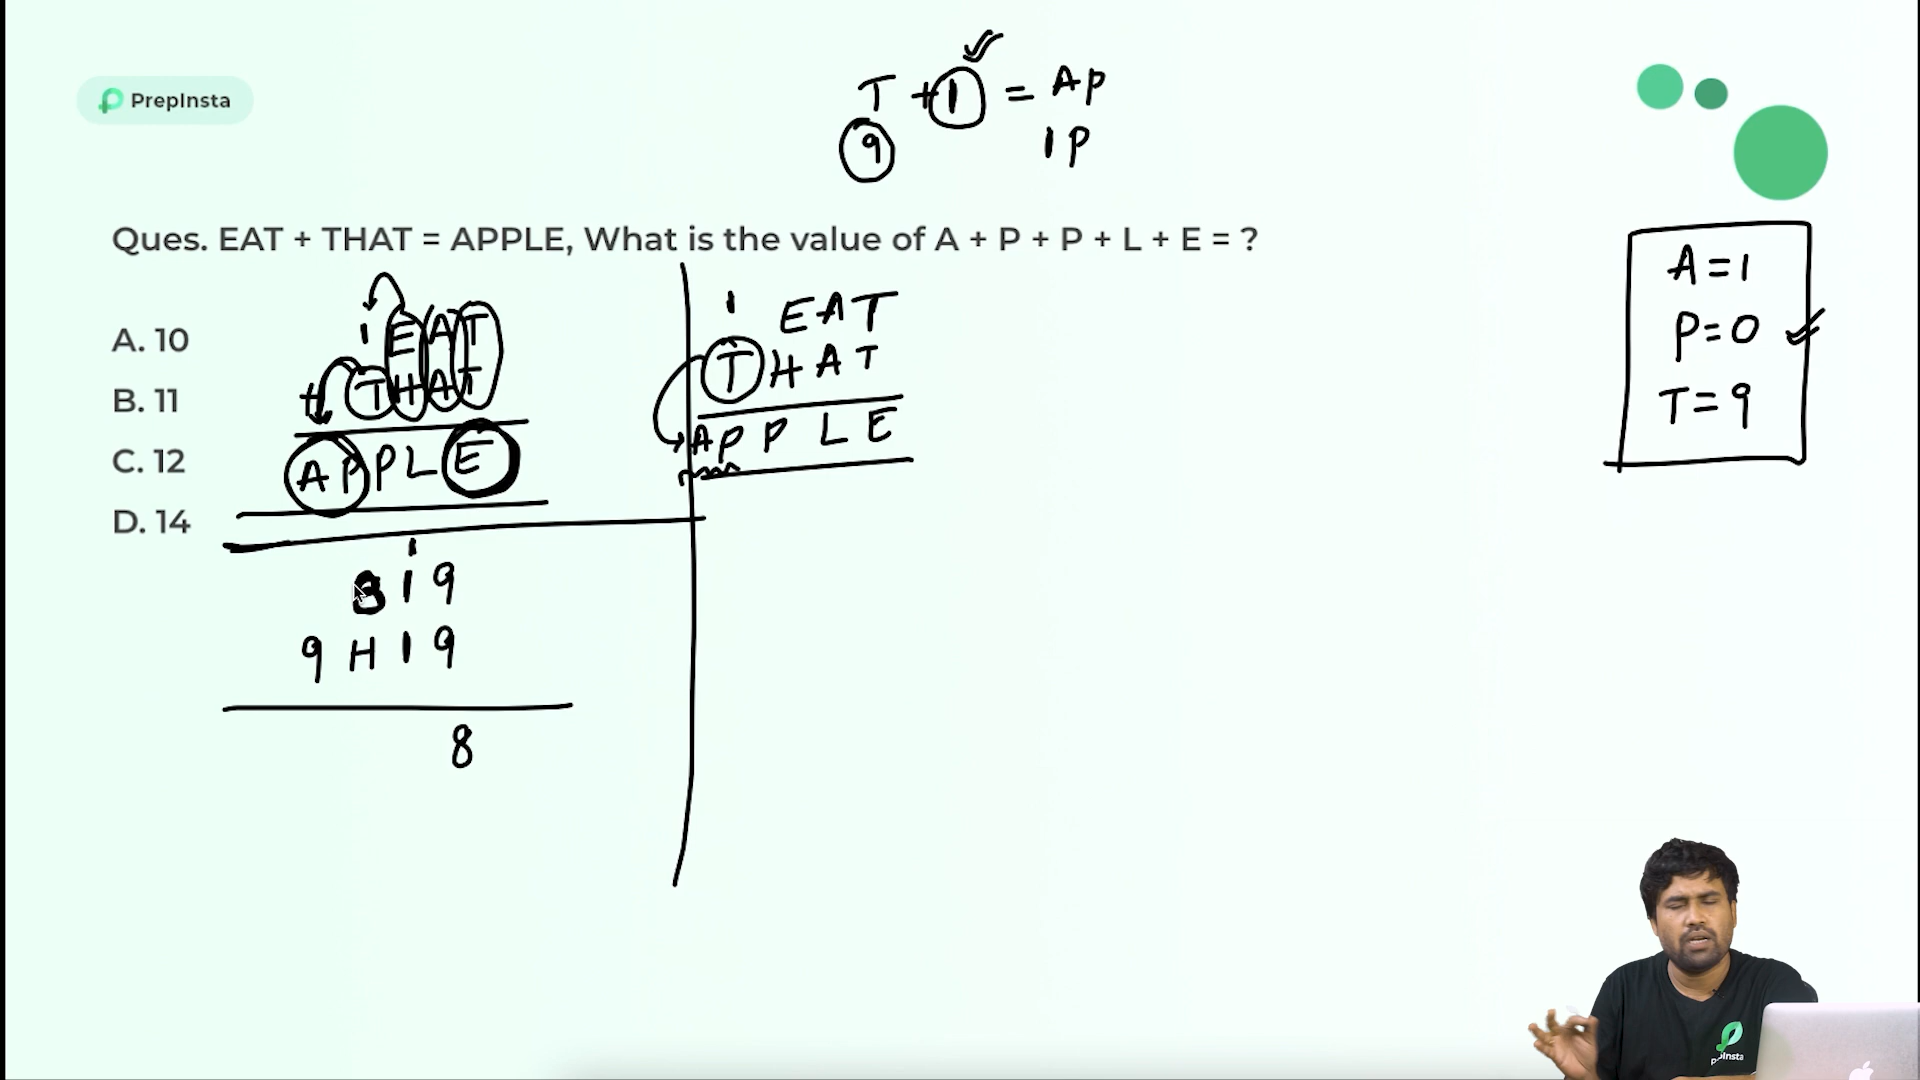 PrepInsta
T + 1 = AP
9 1P
Ques. EAT + THAT = APPLE, What is the value of A + P + P + L + E = ?
A. 10
B. 11
C. 12
D. 14
1 EAT
+ THAT
APPLE
1 EAT
THAT
APPLE
A = 1
P = 0
T = 9
1
8 1 9
9 H 1 9
8